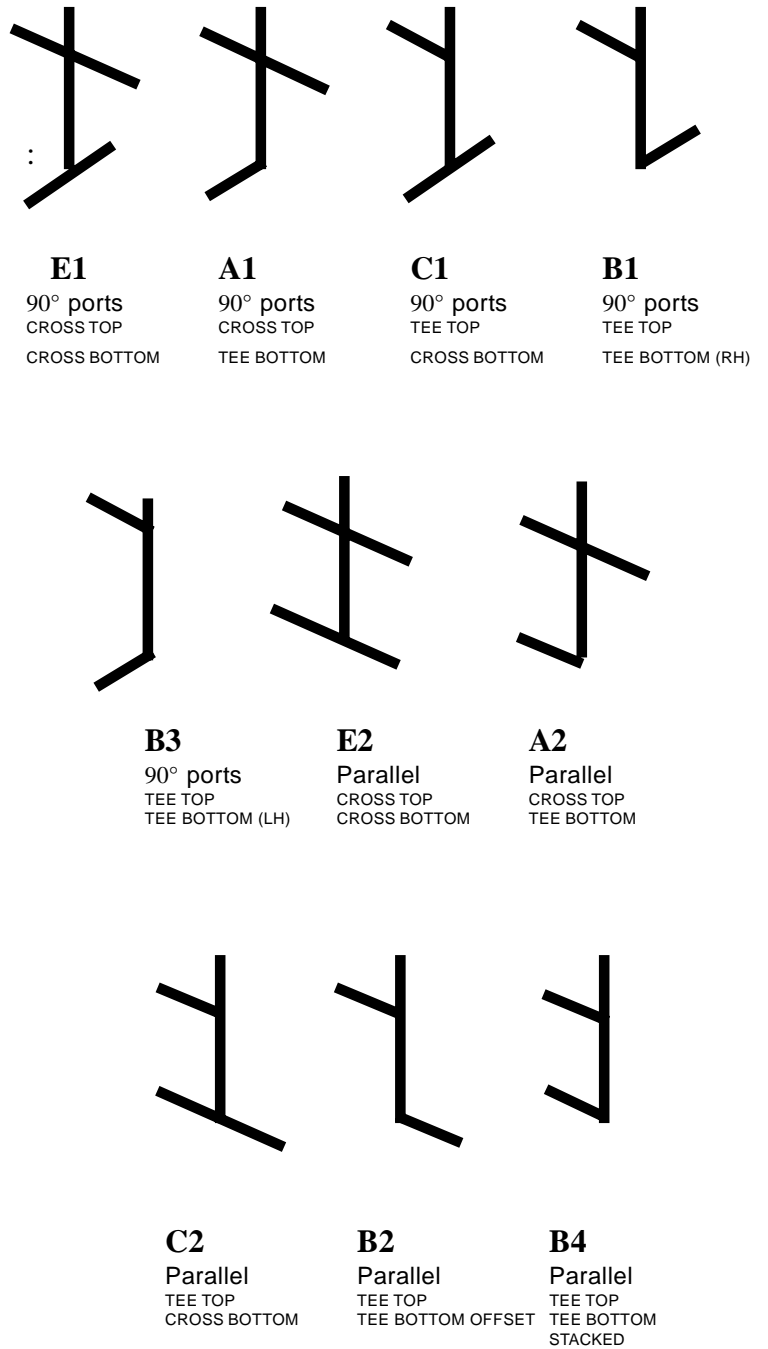 :
E1
90° ports
CROSS TOP
CROSS BOTTOM
A1
90° ports
CROSS TOP
TEE BOTTOM
C1
90° ports
TEE TOP
CROSS BOTTOM
B1
90° ports
TEE TOP
TEE BOTTOM (RH)
B3
90° ports
TEE TOP
TEE BOTTOM (LH)
E2
Parallel
CROSS TOP
CROSS BOTTOM
A2
Parallel
CROSS TOP
TEE BOTTOM
C2
Parallel
TEE TOP
CROSS BOTTOM
B2
Parallel
TEE TOP
TEE BOTTOM OFFSET
B4
Parallel
TEE TOP
TEE BOTTOM
STACKED